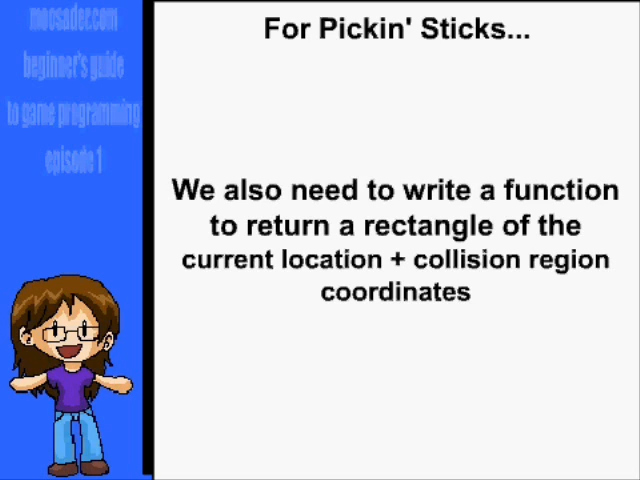 moosader.com
beginner's guide
to game programming
episode 1
For Pickin' Sticks...
We also need to write a function
to return a rectangle of the
current location + collision region
coordinates